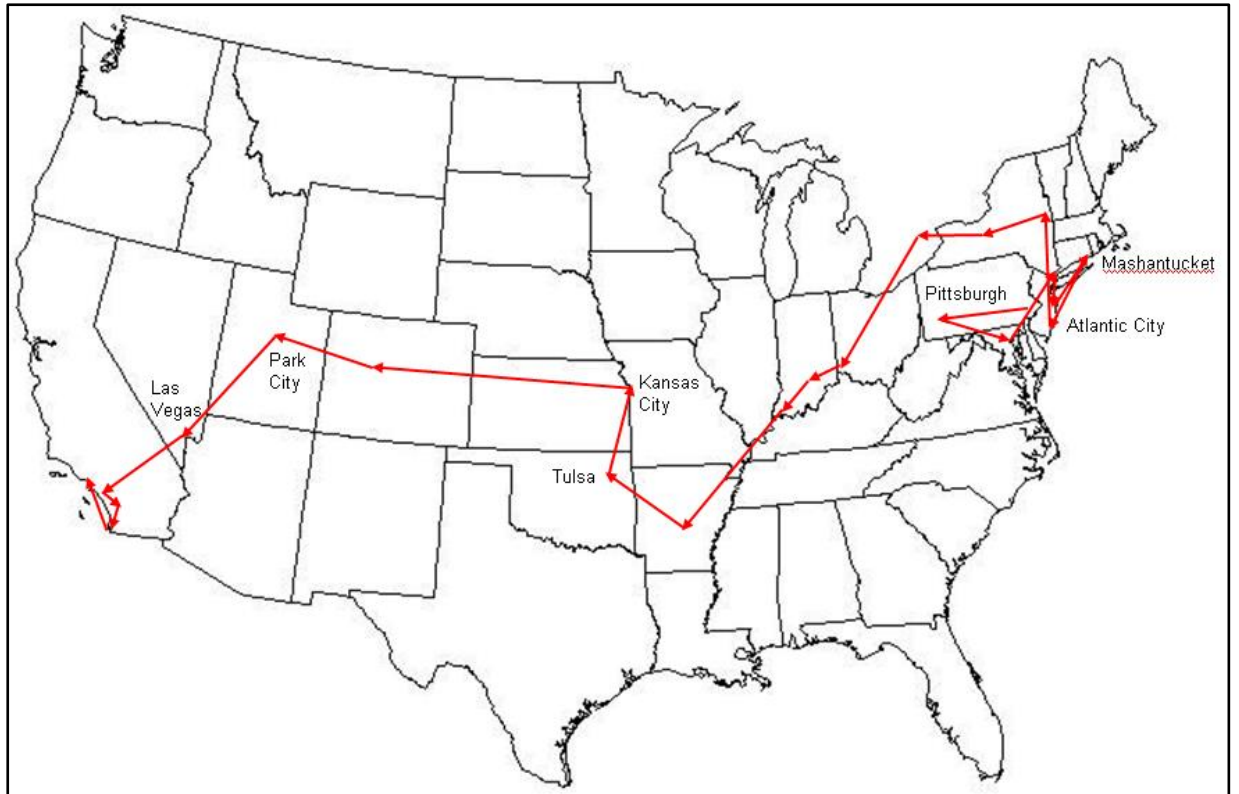 Mashantucket
Pittsburgh
Atlantic City
Park
City
Las
Vegas
Kansas
City
Tulsa